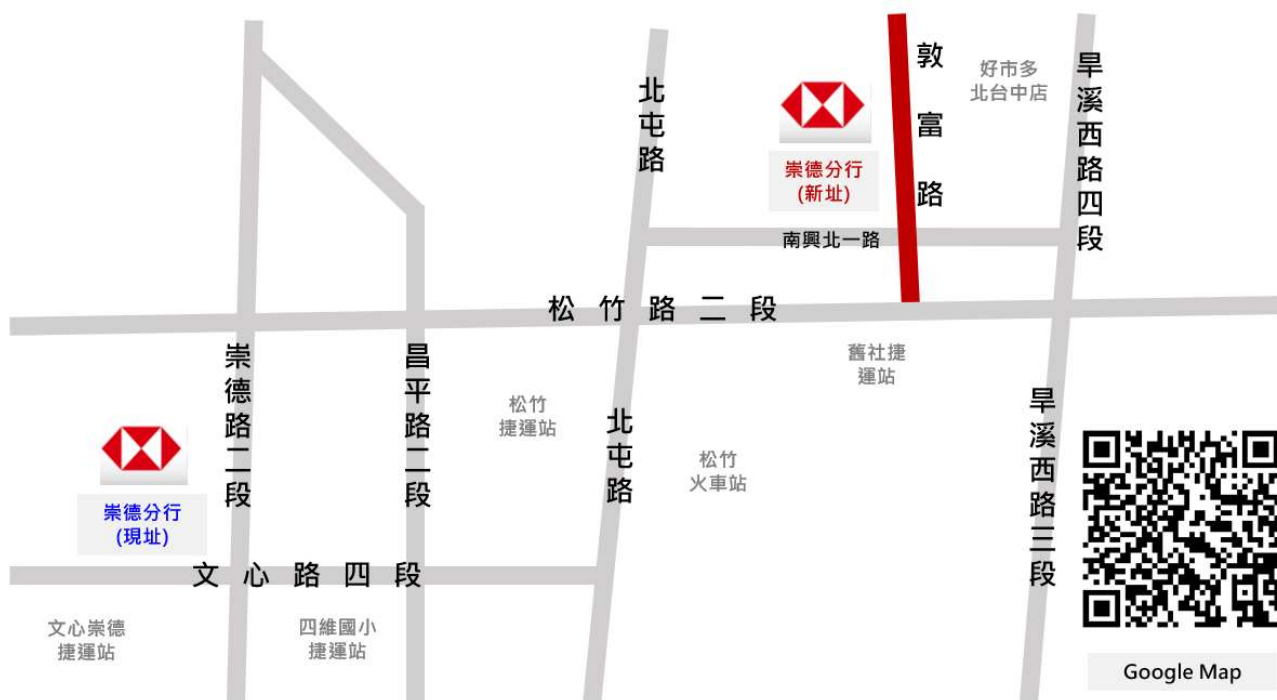 敦富路
好市多
北台中店
旱溪西路四段
北屯路
崇德分行
(新址)
南興北一路
松竹路二段
舊社捷
運站
崇德路二段
昌平路二段
松竹
捷運站
北屯路
松竹
火車站
旱溪西路三段
崇德分行
(現址)
文心路四段
文心崇德
捷運站
四維國小
捷運站
Google Map